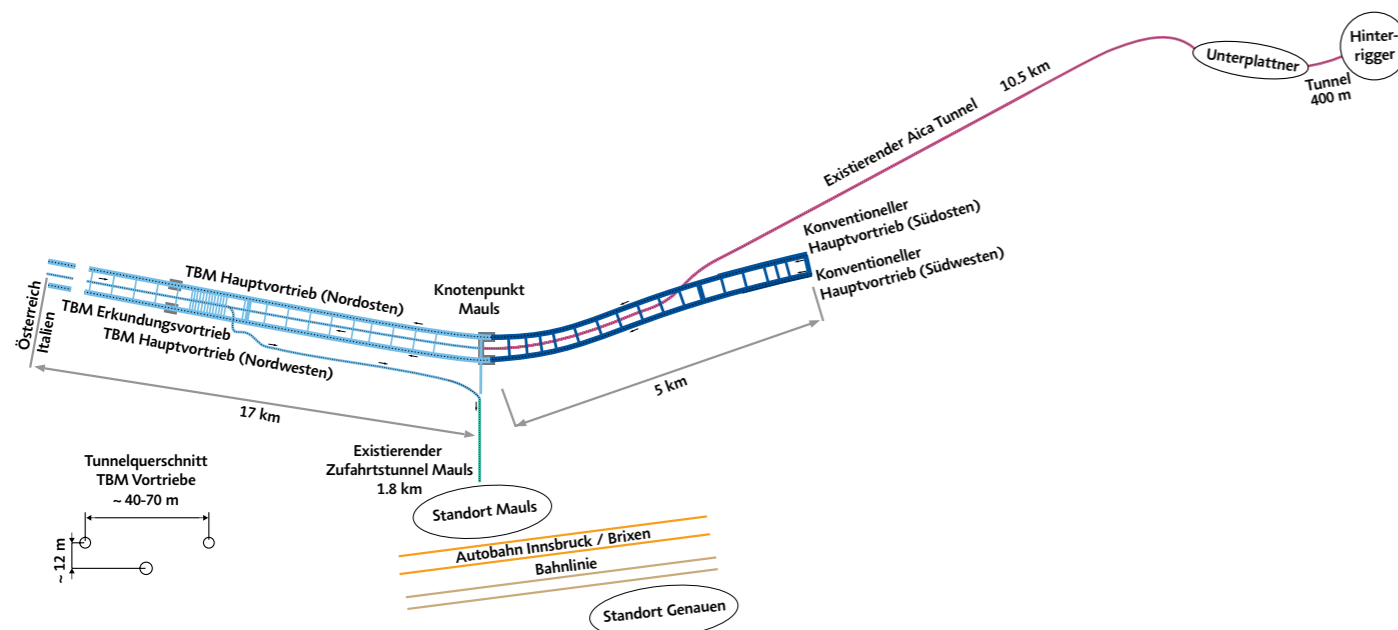 Hinter-
rigger
Unterplattner
Tunnel
400 m
10.5 km
Existierender Aica Tunnel
Konventioneller
Hauptvortrieb (Südosten)
Konventioneller
Hauptvortrieb (Südwesten)
TBM Hauptvortrieb (Nordosten)
Knotenpunkt
Mauls
Österreich
Italien
TBM Erkundungsvortrieb
TBM Hauptvortrieb (Nordwesten)
5 km
17 km
Existierender
Zufahrtstunnel Mauls
1.8 km
Tunnelquerschnitt
TBM Vortriebe
~ 40-70 m
~ 12 m
Standort Mauls
Autobahn Innsbruck / Brixen
Bahnlinie
Standort Genauen